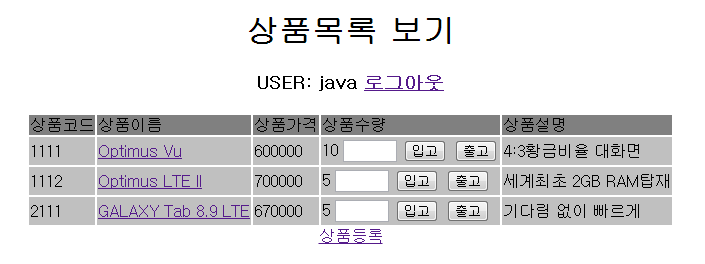 상품목록 보기
USER: java 로그아웃
상품코드 상품이름 상품가격 상품수량 상품설명
1111 Optimus Vu 600000 10 입고 출고 4:3황금비율 대화면
1112 Optimus LTE II 700000 5 입고 출고 세계최초 2GB RAM탑재
2111 GALAXY Tab 8.9 LTE 670000 5 입고 출고 기다림 없이 빠르게
상품등록